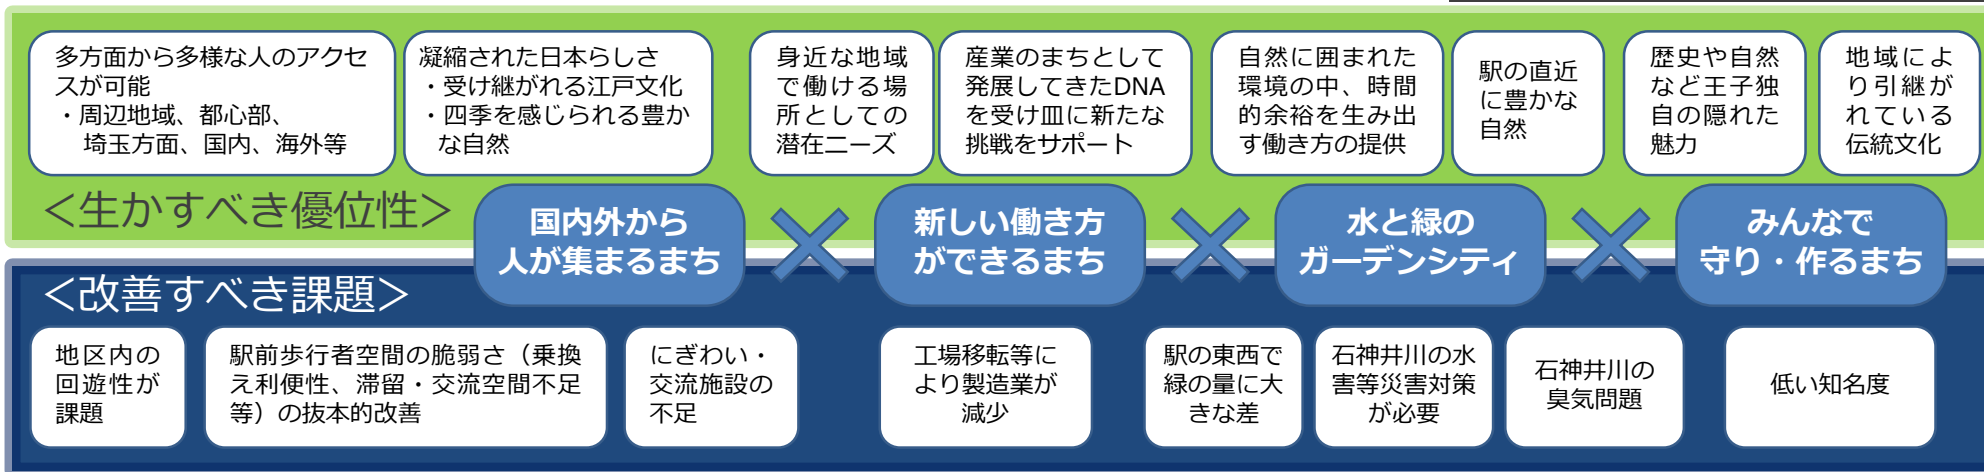 多方面から多様な人のアクセ
スが可能
・周辺地域、都心部、
埼玉方面、国内、海外等
凝縮された日本らしさ
・受け継がれる江戸文化
・四季を感じられる豊か
な自然
身近な地域
で働ける場
所としての
潜在ニーズ
産業のまちとして
発展してきたDNA
を受け皿に新たな
挑戦をサポート
自然に囲まれた
環境の中、時間
的余裕を生み出
す働き方の提供
駅の直近
に豊かな
自然
歴史や自然
など王子独
自の隠れた
魅力
地域によ
り引継が
れている
伝統文化
＜生かすべき優位性＞
国内外から
人が集まるまち
新しい働き方
ができるまち
水と緑の
ガーデンシティ
みんなで
守り・作るまち
＜改善すべき課題＞
地区内の
回遊性が
課題
駅前歩行者空間の脆弱さ（乗換
え利便性、滞留・交流空間不足
等）の抜本的改善
にぎわい・
交流施設の
不足
工場移転等に
より製造業が
減少
駅の東西で
緑の量に大
きな差
石神井川の水
害等災害対策
が必要
石神井川の
臭気問題
低い知名度